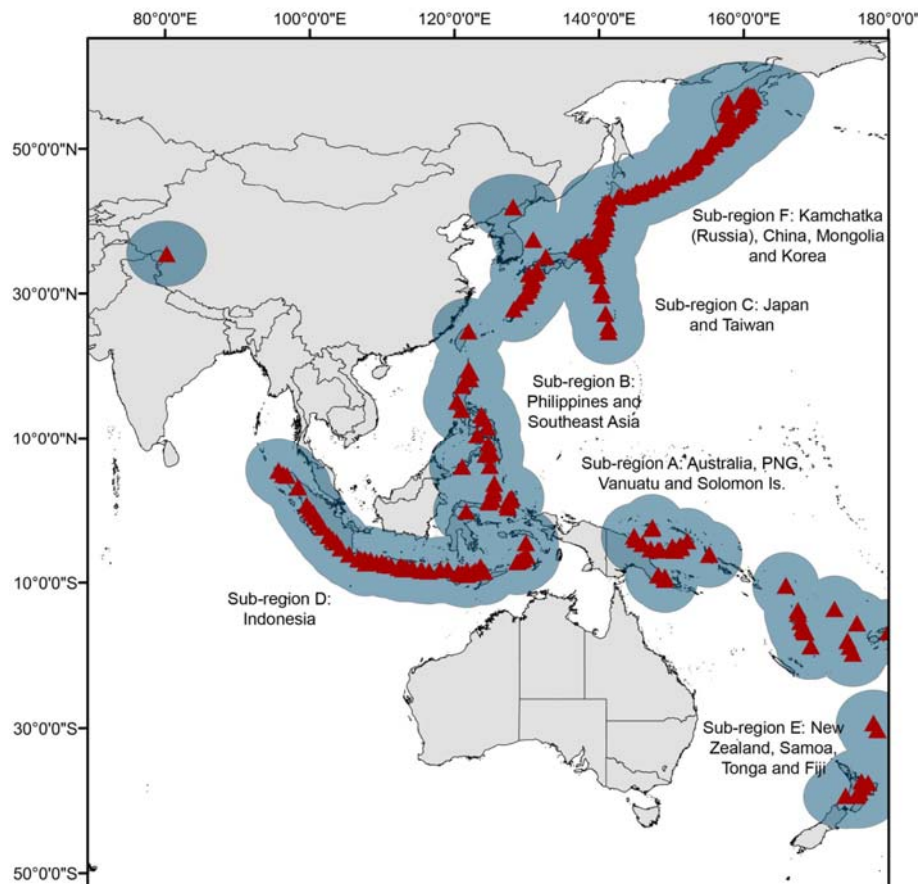 80°0'0"E 100°0'0"E 120°0'0"E 140°0'0"E 160°0'0"E 180°0'0"
50°0'0"N
Sub-region F: Kamchatka
(Russia), China, Mongolia
and Korea
30°0'0"N
Sub-region C: Japan
and Taiwan
Sub-region B:
Philippines and
Southeast Asia
10°0'0"N
Sub-region A: Australia, PNG,
Vanuatu and Solomon Is.
10°0'0"S
Sub-region D:
Indonesia
30°0'0"S
Sub-region E: New
Zealand, Samoa,
Tonga and Fiji
50°0'0"S